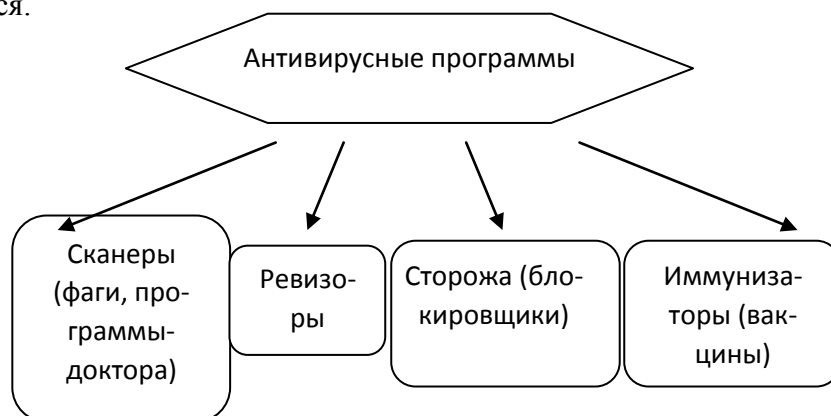 ся.
Антивирусные программы
Сканеры
(фаги, про-
граммы-
доктора)
Ревизо-
ры
Сторожа (бло-
кировщики)
Иммуниза-
торы (вак-
цины)